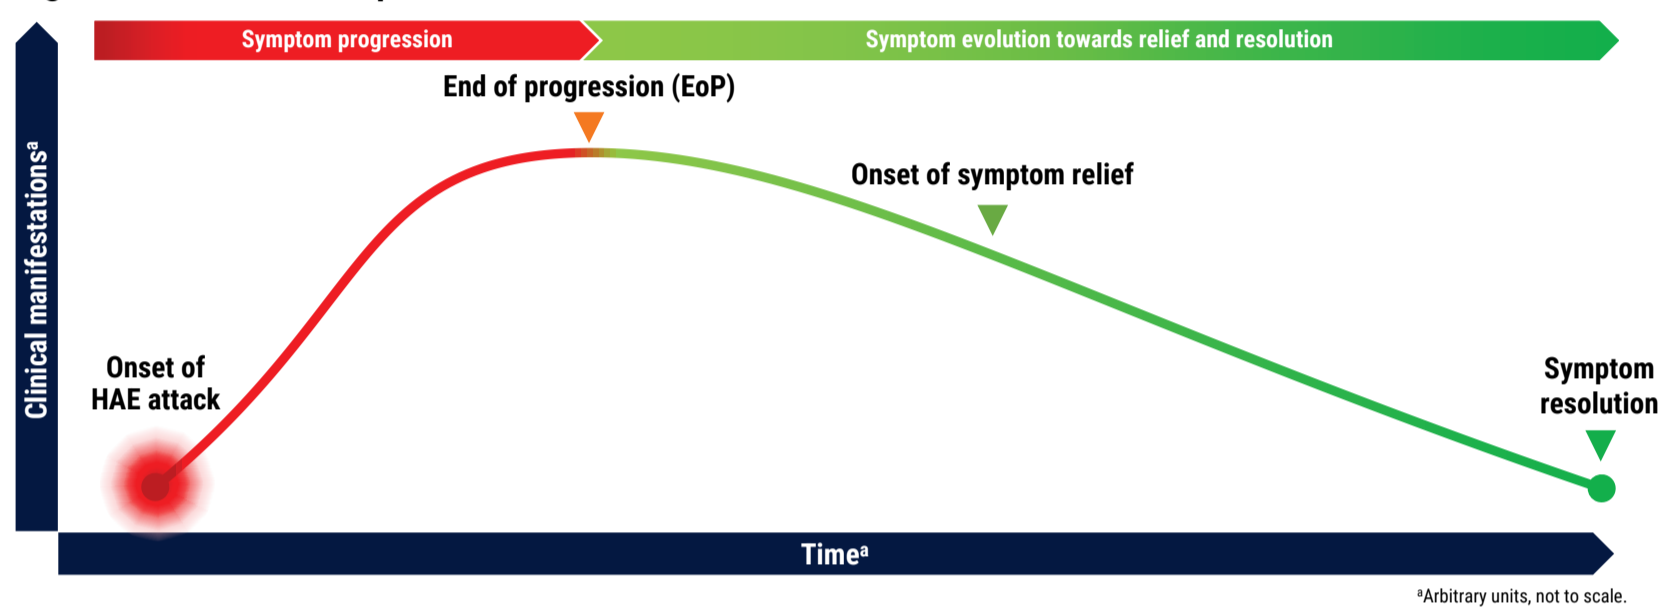 Symptom progression
Symptom evolution towards relief and resolution
End of progression (EoP)
Onset of symptom relief
Clinical manifestationsᵃ
Onset of
HAE attack
Symptom
resolution
Timeᵃ
ᵃArbitrary units, not to scale.